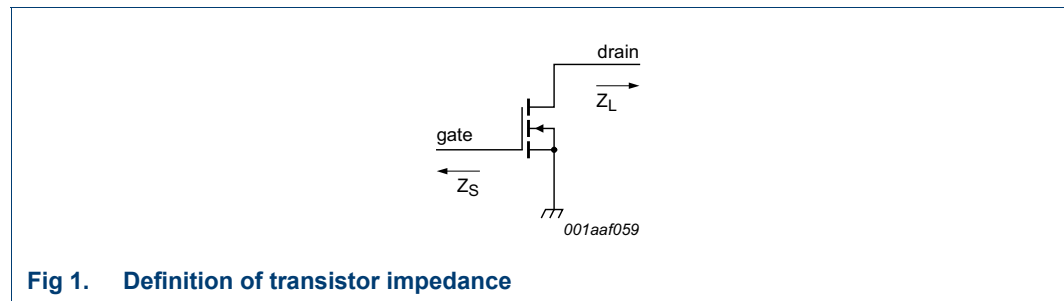 drain
Z_L
gate
Z_S
001aaf059
Fig 1. Definition of transistor impedance